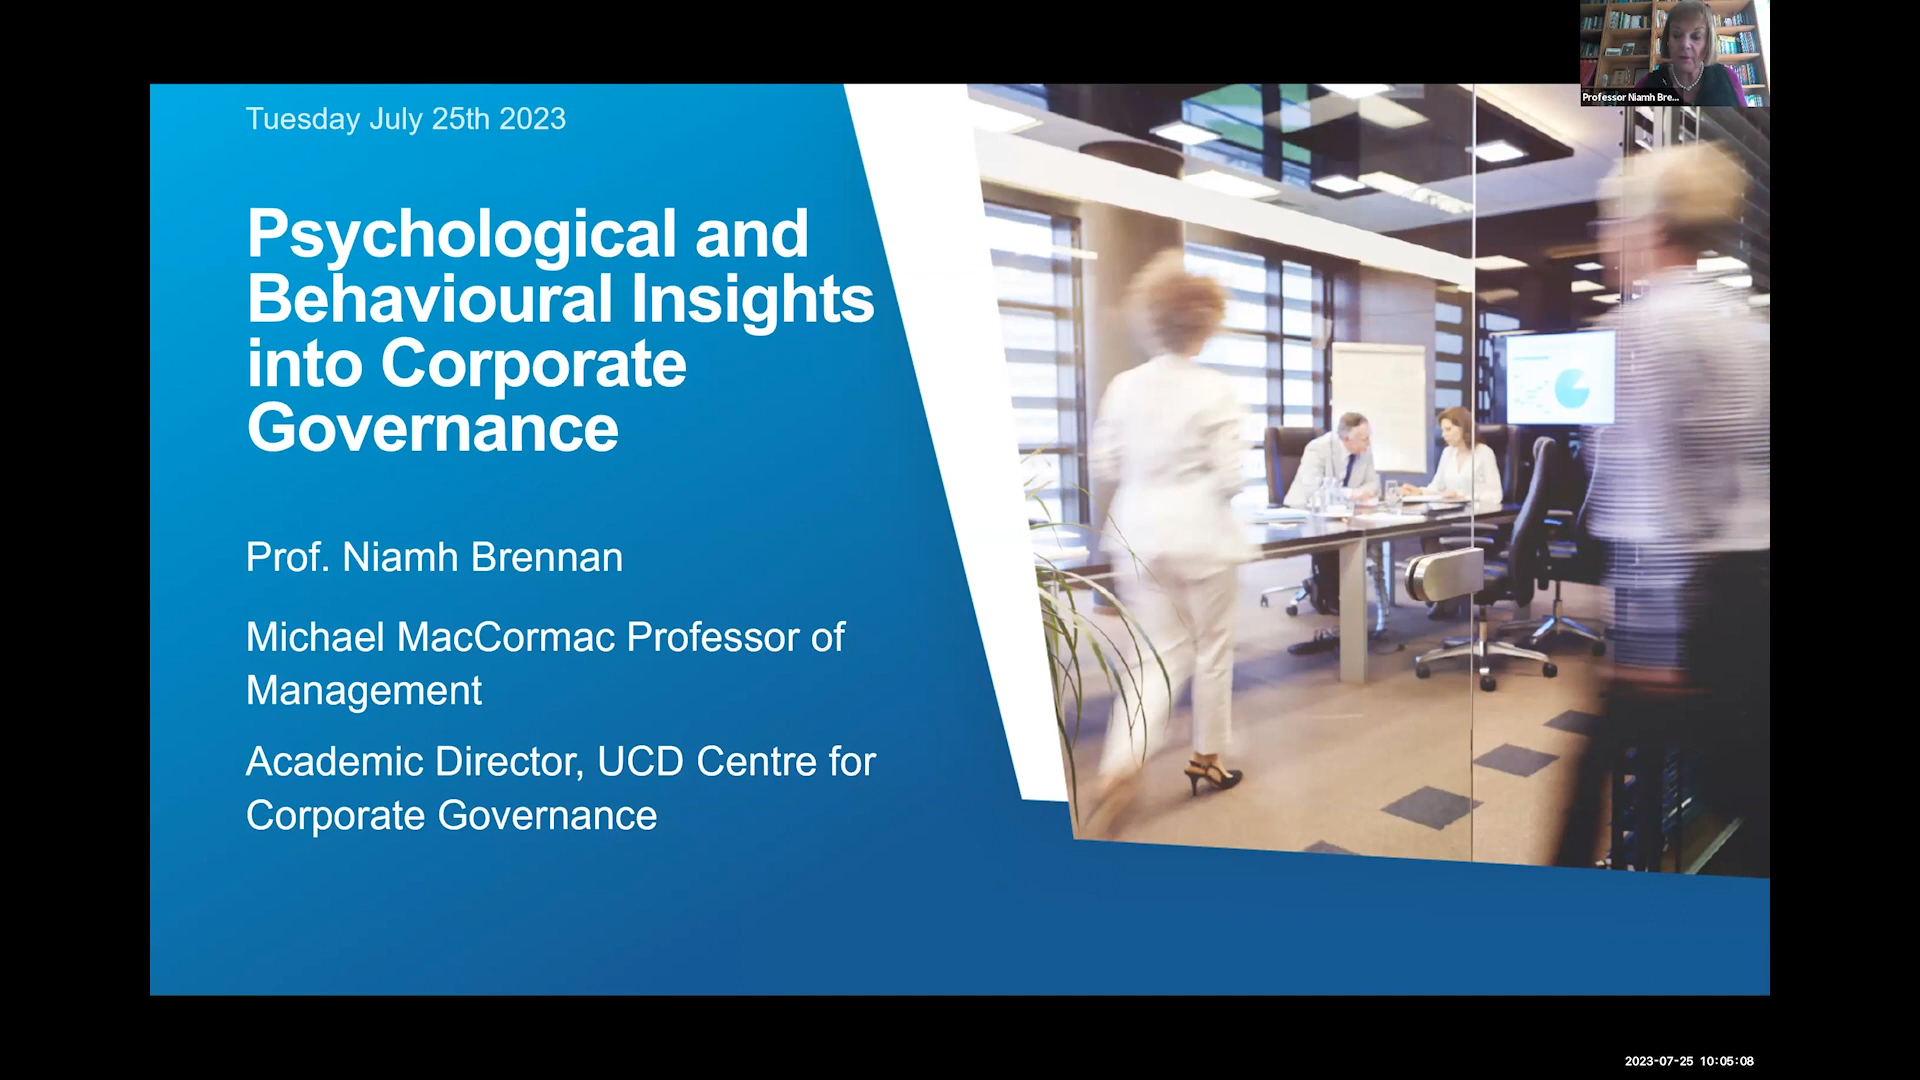 Professor Niamh Bre...
Tuesday July 25th 2023
Psychological and
Behavioural Insights
into Corporate
Governance
Prof. Niamh Brennan
Michael MacCormac Professor of
Management
Academic Director, UCD Centre for
Corporate Governance
2023-07-25 10:05:08